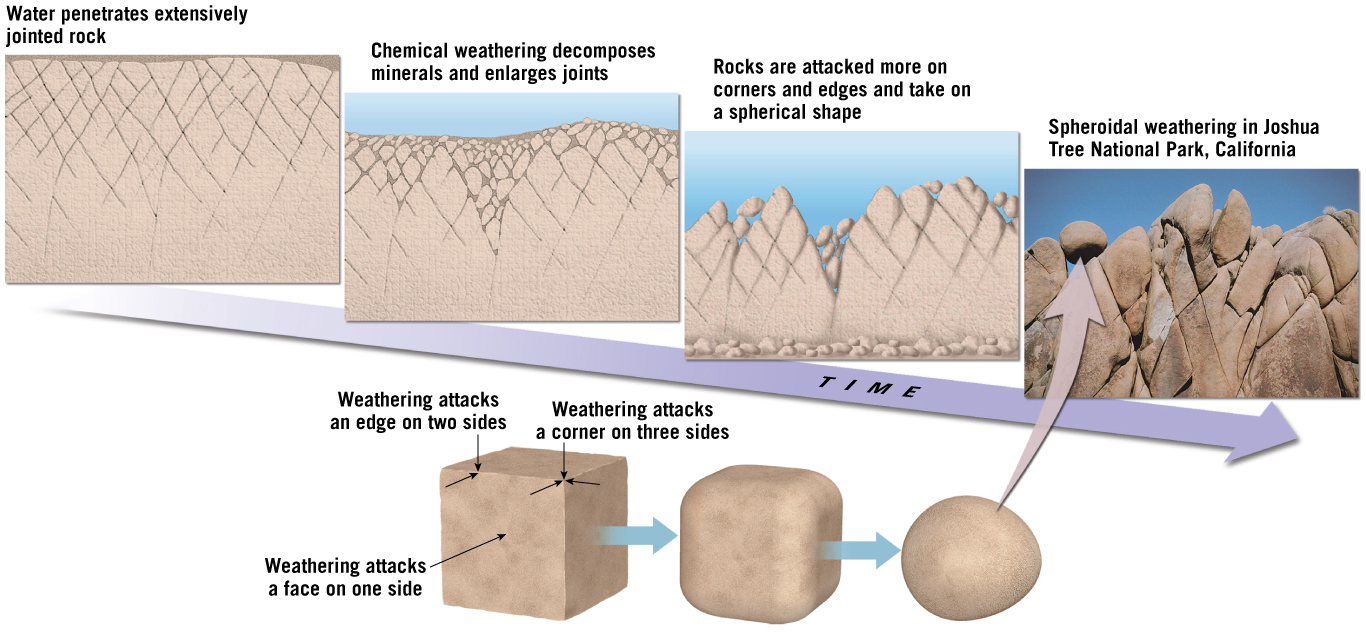 Water penetrates extensively
jointed rock
Chemical weathering decomposes
minerals and enlarges joints
Rocks are attacked more on
corners and edges and take on
a spherical shape
Spheroidal weathering in Joshua
Tree National Park, California
TIME
Weathering attacks
an edge on two sides
Weathering attacks
a corner on three sides
Weathering attacks
a face on one side